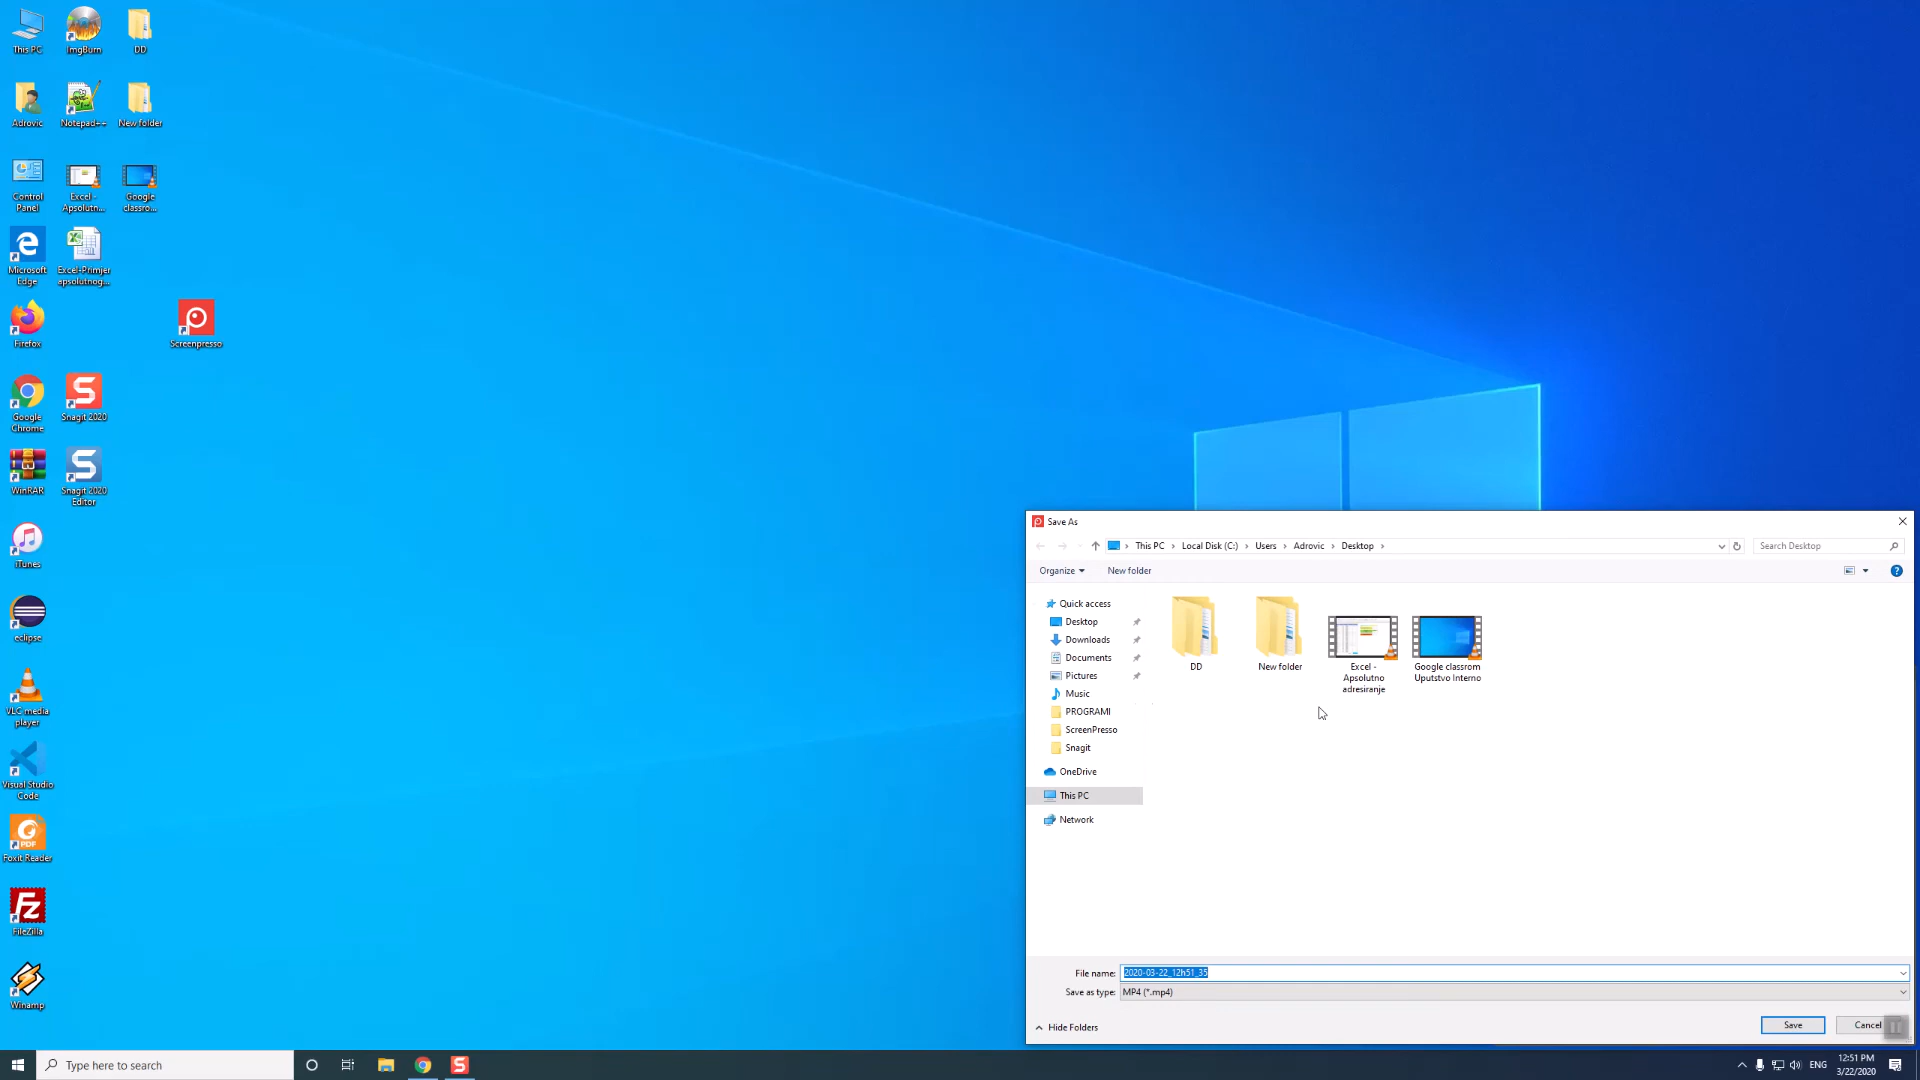 This PC
ImgBurn
DD
Adrovic
Notepad++
New folder
Control
Panel
Excel -
Apsolutn...
Google
classro...
Microsoft
Edge
Excel-Primjer
apsolutnog...
Firefox
Screenpresso
Google
Chrome
Snagit 2020
WinRAR
Snagit 2020
Editor
iTunes
eclipse
VLC media
player
Visual Studio
Code
Foxit Reader
FileZilla
Winamp
Save As
This PC
Local Disk (C:)
Users
Adrovic
Desktop
Search Desktop
Organize
New folder
Quick access
Desktop
Downloads
Documents
Pictures
Music
PROGRAMI
ScreenPresso
Snagit
OneDrive
This PC
Network
DD
New folder
Excel -
Apsolutno
adresiranje
Google classrom
Uputstvo Interno
File name: 2020-03-22_12h51_35
Save as type: MP4 (*.mp4)
Hide Folders
Save
Cancel
Type here to search
ENG
12:51 PM
3/22/2020